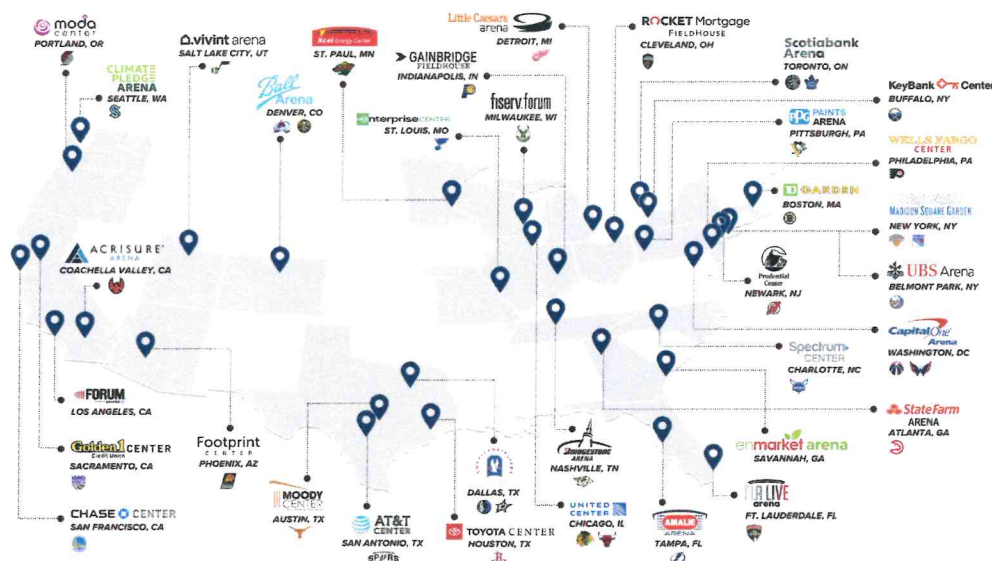 moda
center
PORTLAND, OR
CLIMATE
PLEDGE
ARENA
SEATTLE, WA
vivint arena
SALT LAKE CITY, UT
Ball
Arena
DENVER, CO
Xcel Energy Center
ST. PAUL, MN
GAINBRIDGE
FIELDHOUSE
INDIANAPOLIS, IN
enterprise CENTER
ST. LOUIS, MO
fiserv.forum
MILWAUKEE, WI
Little Caesars
arena
DETROIT, MI
ROCKET Mortgage
FIELDHOUSE
CLEVELAND, OH
Scotiabank
Arena
TORONTO, ON
KeyBank Center
BUFFALO, NY
PPG PAINTS
ARENA
PITTSBURGH, PA
WELLS FARGO
CENTER
PHILADELPHIA, PA
TD GARDEN
BOSTON, MA
MADISON SQUARE GARDEN
NEW YORK, NY
Prudential
Center
NEWARK, NJ
UBS Arena
BELMONT PARK, NY
Capital One
Arena
WASHINGTON, DC
Spectrum
CENTER
CHARLOTTE, NC
State Farm
ARENA
ATLANTA, GA
enmarket arena
SAVANNAH, GA
FLA LIVE
arena
FT. LAUDERDALE, FL
AMALIE
ARENA
TAMPA, FL
UNITED
CENTER
CHICAGO, IL
BRIDGESTONE
ARENA
NASHVILLE, TN
DALLAS, TX
TOYOTA CENTER
HOUSTON, TX
AT&T
CENTER
SAN ANTONIO, TX
SPURS
MOODY
CENTER
AUSTIN, TX
Footprint
CENTER
PHOENIX, AZ
ACRISURE
ARENA
COACHELLA VALLEY, CA
FORUM
LOS ANGELES, CA
Golden 1 CENTER
Credit Union
SACRAMENTO, CA
CHASE CENTER
SAN FRANCISCO, CA